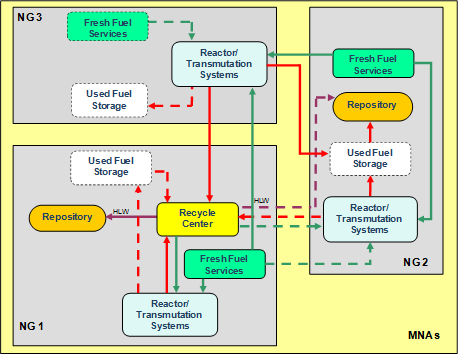 NG3
Fresh Fuel
Services
Reactor/
Transmutation
Systems
Used Fuel
Storage
Fresh Fuel
Services
Repository
Used Fuel
Storage
Reactor/
Transmutation
Systems
NG2
Used Fuel
Storage
Repository
HLW
Recycle
Center
HLW
Fresh Fuel
Services
Reactor/
Transmutation
Systems
NG1
MNAs